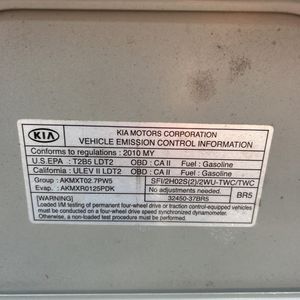 KIA
KIA MOTORS CORPORATION
VEHICLE EMISSION CONTROL INFORMATION
Conforms to regulations : 2010 MY
U.S.EPA : T2B5 LDT2 OBD : CA II Fuel : Gasoline
California : ULEV II LDT2 OBD : CA II Fuel : Gasoline
Group : AKMXT02.7PW5 SFI/2H02S(2)/2WU-TWC/TWC
Evap. : AKMXR0125PDK No adjustments needed. BR5
32450-37BR5
[WARNING]
Loaded I/M testing of permanent four-wheel drive or traction control-equipped vehicles
must be conducted on a four-wheel drive speed synchronized dynamometer.
Otherwise, a non-loaded test must be conducted.